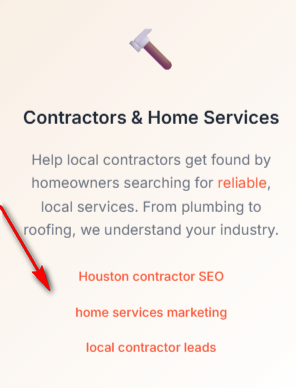 Contractors & Home Services
Help local contractors get found by
homeowners searching for reliable,
local services. From plumbing to
roofing, we understand your industry.
Houston contractor SEO
home services marketing
local contractor leads